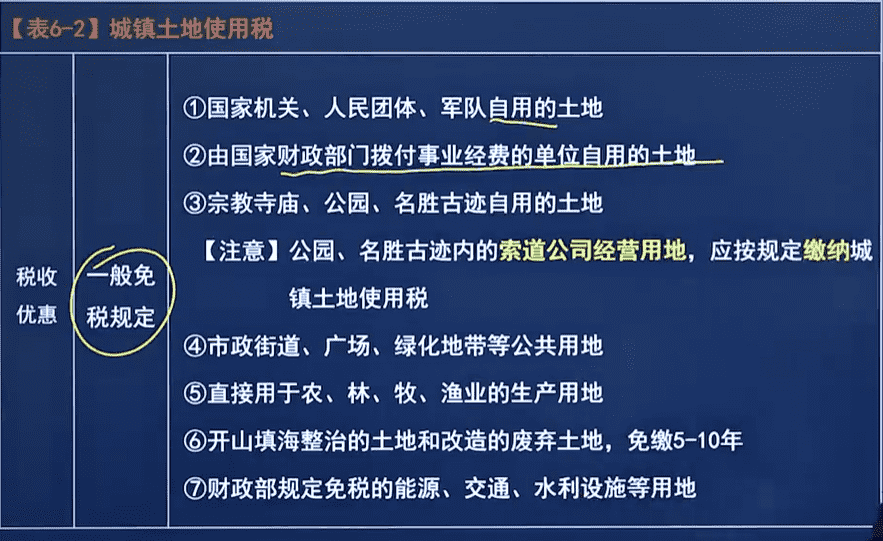 【表6-2】城镇土地使用税
①国家机关、人民团体、军队自用的土地
②由国家财政部门拨付事业经费的单位自用的土地
③宗教寺庙、公园、名胜古迹自用的土地
【注意】公园、名胜古迹内的索道公司经营用地，应按规定缴纳城
镇土地使用税
税收
优惠
一般免
税规定
④市政街道、广场、绿化地带等公共用地
⑤直接用于农、林、牧、渔业的生产用地
⑥开山填海整治的土地和改造的废弃土地，免缴5-10年
⑦财政部规定免税的能源、交通、水利设施等用地